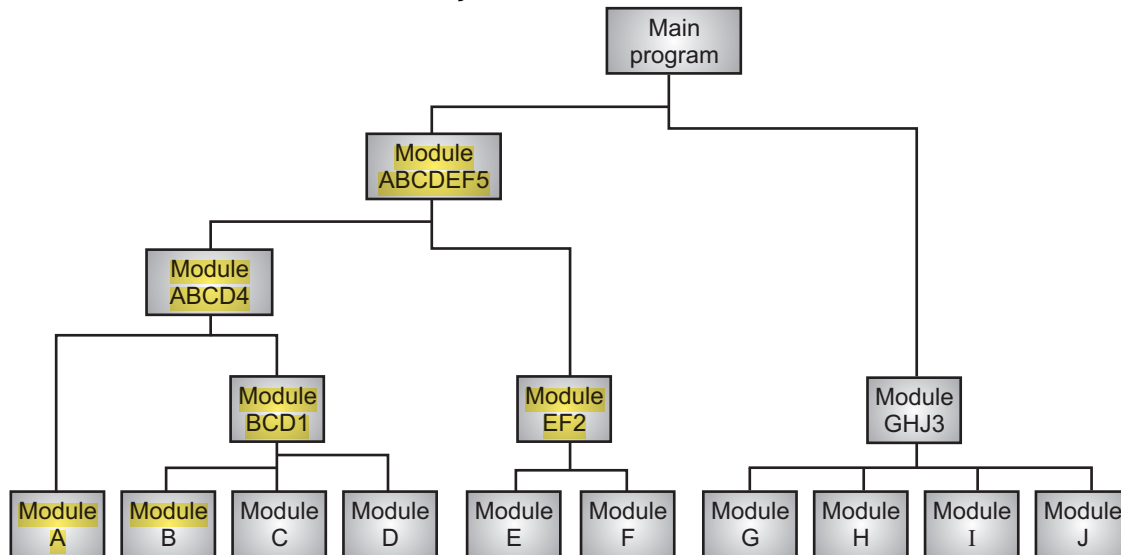 Main
program
Module
ABCDEF5
Module
ABCD4
Module
BCD1
Module
EF2
Module
GHJ3
Module
A
Module
B
Module
C
Module
D
Module
E
Module
F
Module
G
Module
H
Module
I
Module
J